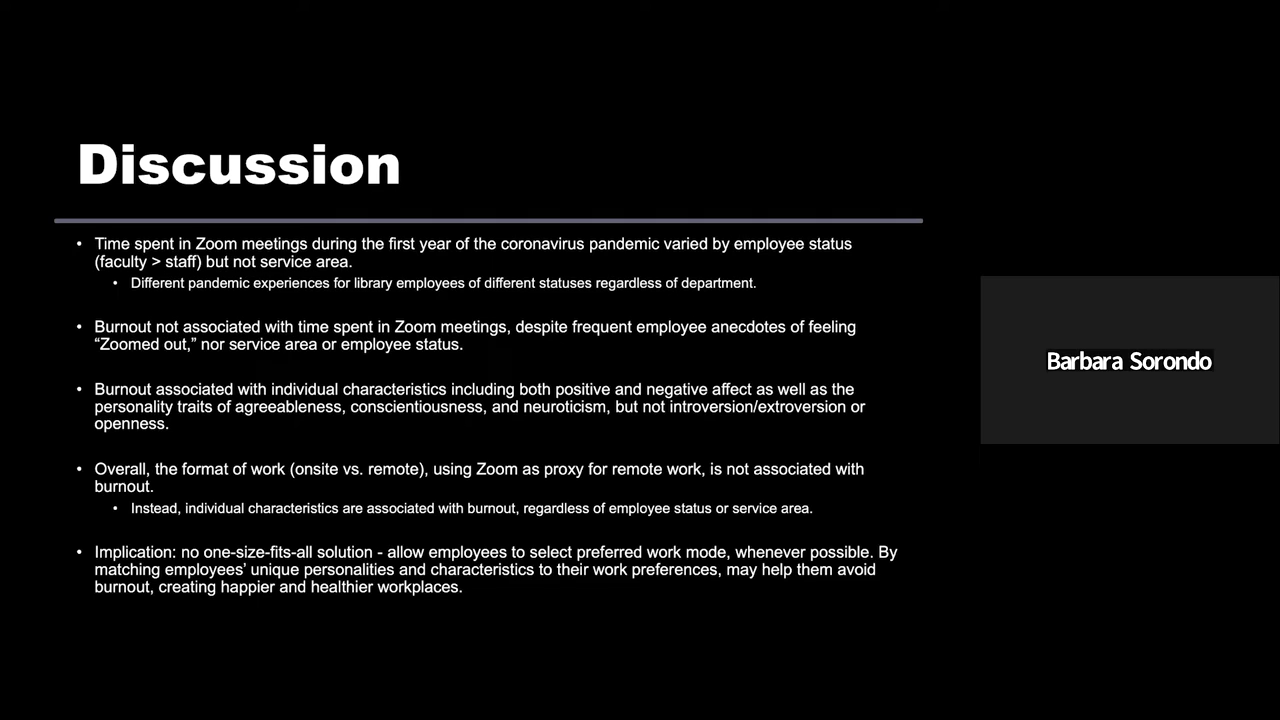 Discussion
• Time spent in Zoom meetings during the first year of the coronavirus pandemic varied by employee status
(faculty > staff) but not service area.
• Different pandemic experiences for library employees of different statuses regardless of department.
• Burnout not associated with time spent in Zoom meetings, despite frequent employee anecdotes of feeling
“Zoomed out,” nor service area or employee status.
• Burnout associated with individual characteristics including both positive and negative affect as well as the
personality traits of agreeableness, conscientiousness, and neuroticism, but not introversion/extroversion or
openness.
• Overall, the format of work (onsite vs. remote), using Zoom as proxy for remote work, is not associated with
burnout.
• Instead, individual characteristics are associated with burnout, regardless of employee status or service area.
• Implication: no one-size-fits-all solution - allow employees to select preferred work mode, whenever possible. By
matching employees’ unique personalities and characteristics to their work preferences, may help them avoid
burnout, creating happier and healthier workplaces.
Barbara Sorondo